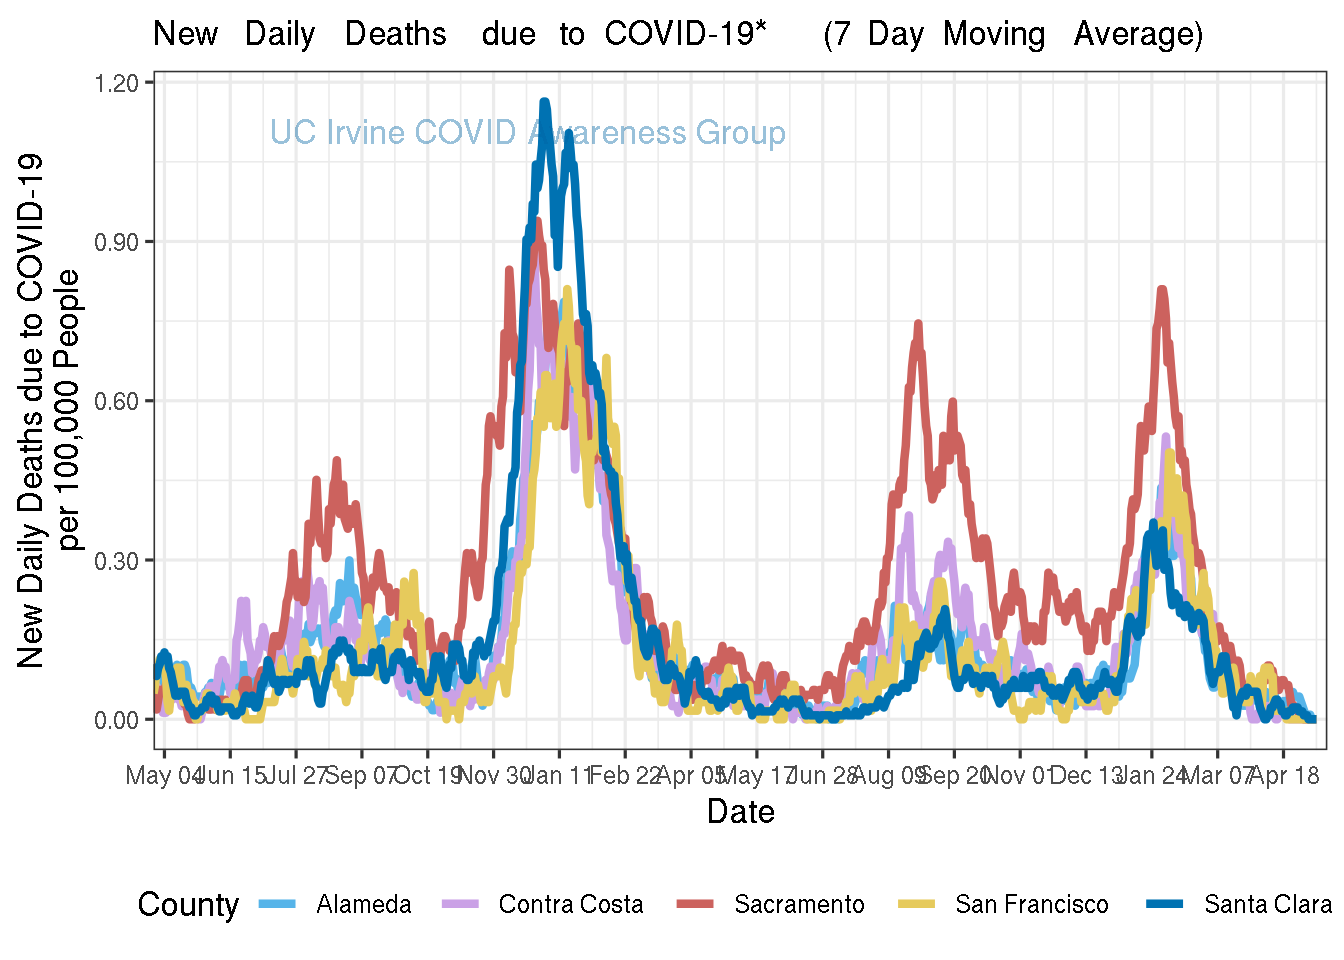 New Daily Deaths due to COVID-19* (7 Day Moving Average)
UC Irvine COVID Awareness Group
New Daily Deaths due to COVID-19
per 100,000 People
1.20
0.90
0.60
0.30
0.00
May 04 Jun 15 Jul 27 Sep 07 Oct 19 Nov 30 Jan 11 Feb 22 Apr 05 May 17 Jun 28 Aug 09 Sep 20 Nov 01 Dec 13 Jan 24 Mar 07 Apr 18
Date
County Alameda Contra Costa Sacramento San Francisco Santa Clara